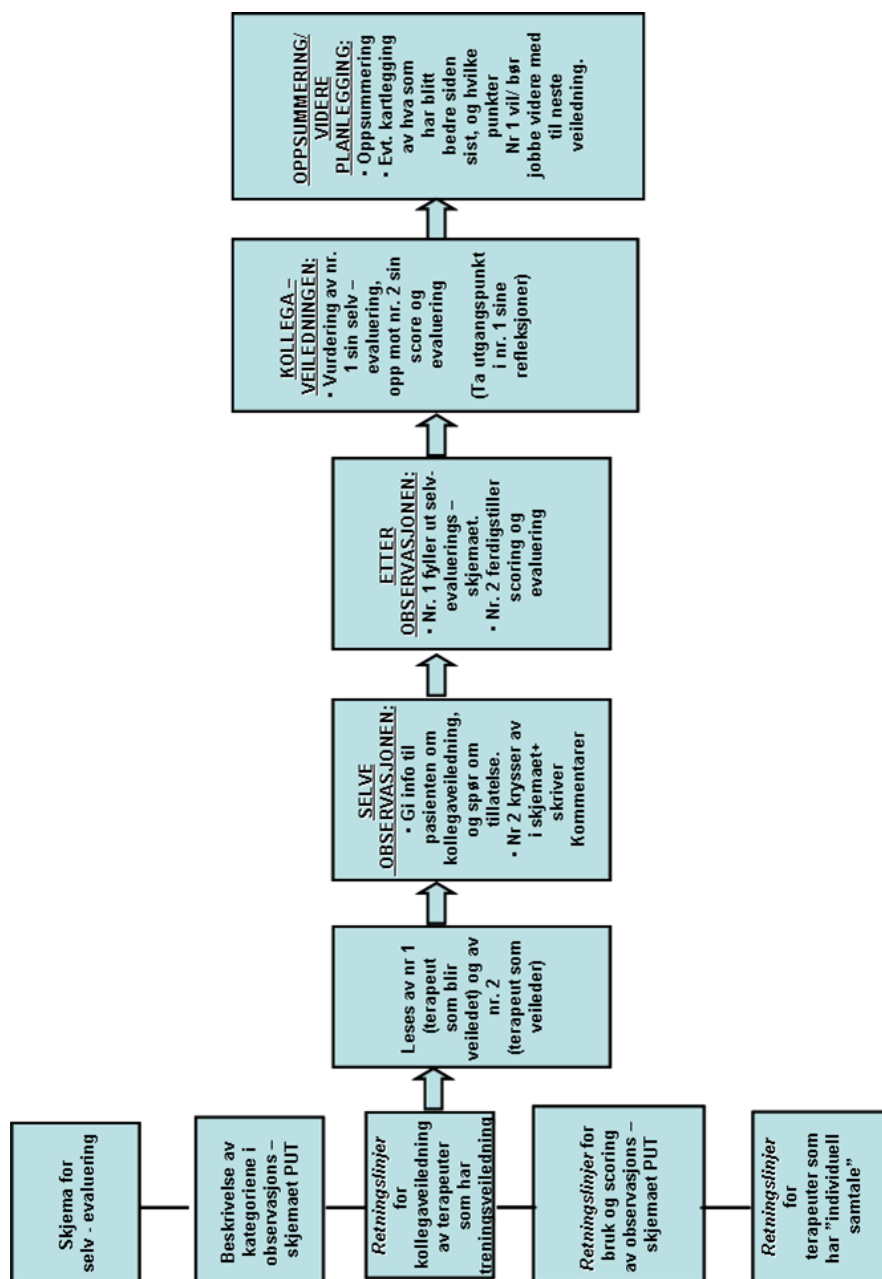 Skjema for
selv - evaluering
Beskrivelse av
kategoriene i
observasjons –
skjemaet PUT
Retningslinjer
for
kollegaveiledning
av terapeuter
som har
treningsveiledning
Retningslinjer for
bruk og scoring
av observasjons –
skjemaet PUT
Retningslinjer
for
terapeuter som
har ”individuell
samtale”
Leses av nr 1
(terapeut
som blir
veiledet) og av
nr. 2
(terapeut som
veileder)
SELVE
OBSERVASJONEN:
▪ Gi info til
pasienten om
kollegaveiledning,
og spør om
tillatelse.
▪ Nr 2 krysser av
i skjemaet+
skriver
Kommentarer
ETTER
OBSERVASJONEN:
▪ Nr. 1 fyller ut selv-
evaluerings –
skjemaet.
▪ Nr. 2 ferdigstiller
scoring og
evaluering
KOLLEGA –
VEILEDNINGEN:
▪ Vurdering av nr.
1 sin selv –
evaluering,
opp mot nr. 2 sin
score og
evaluering
(Ta utgangspunkt
i nr. 1 sine
refleksjoner)
OPPSUMMERING/
VIDERE
PLANLEGGING:
▪ Oppsummering
▪ Evt. kartlegging
av hva som
har blitt
bedre siden
sist, og hvilke
punkter
Nr 1 vil/ bør
jobbe videre med
til neste
veiledning.